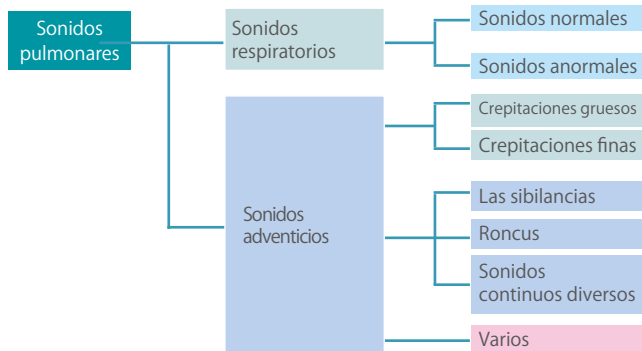 Sonidos
pulmonares
Sonidos
respiratorios
Sonidos normales
Sonidos anormales
Sonidos
adventicios
Crepitaciones gruesos
Crepitaciones finas
Las sibilancias
Roncus
Sonidos
continuos diversos
Varios